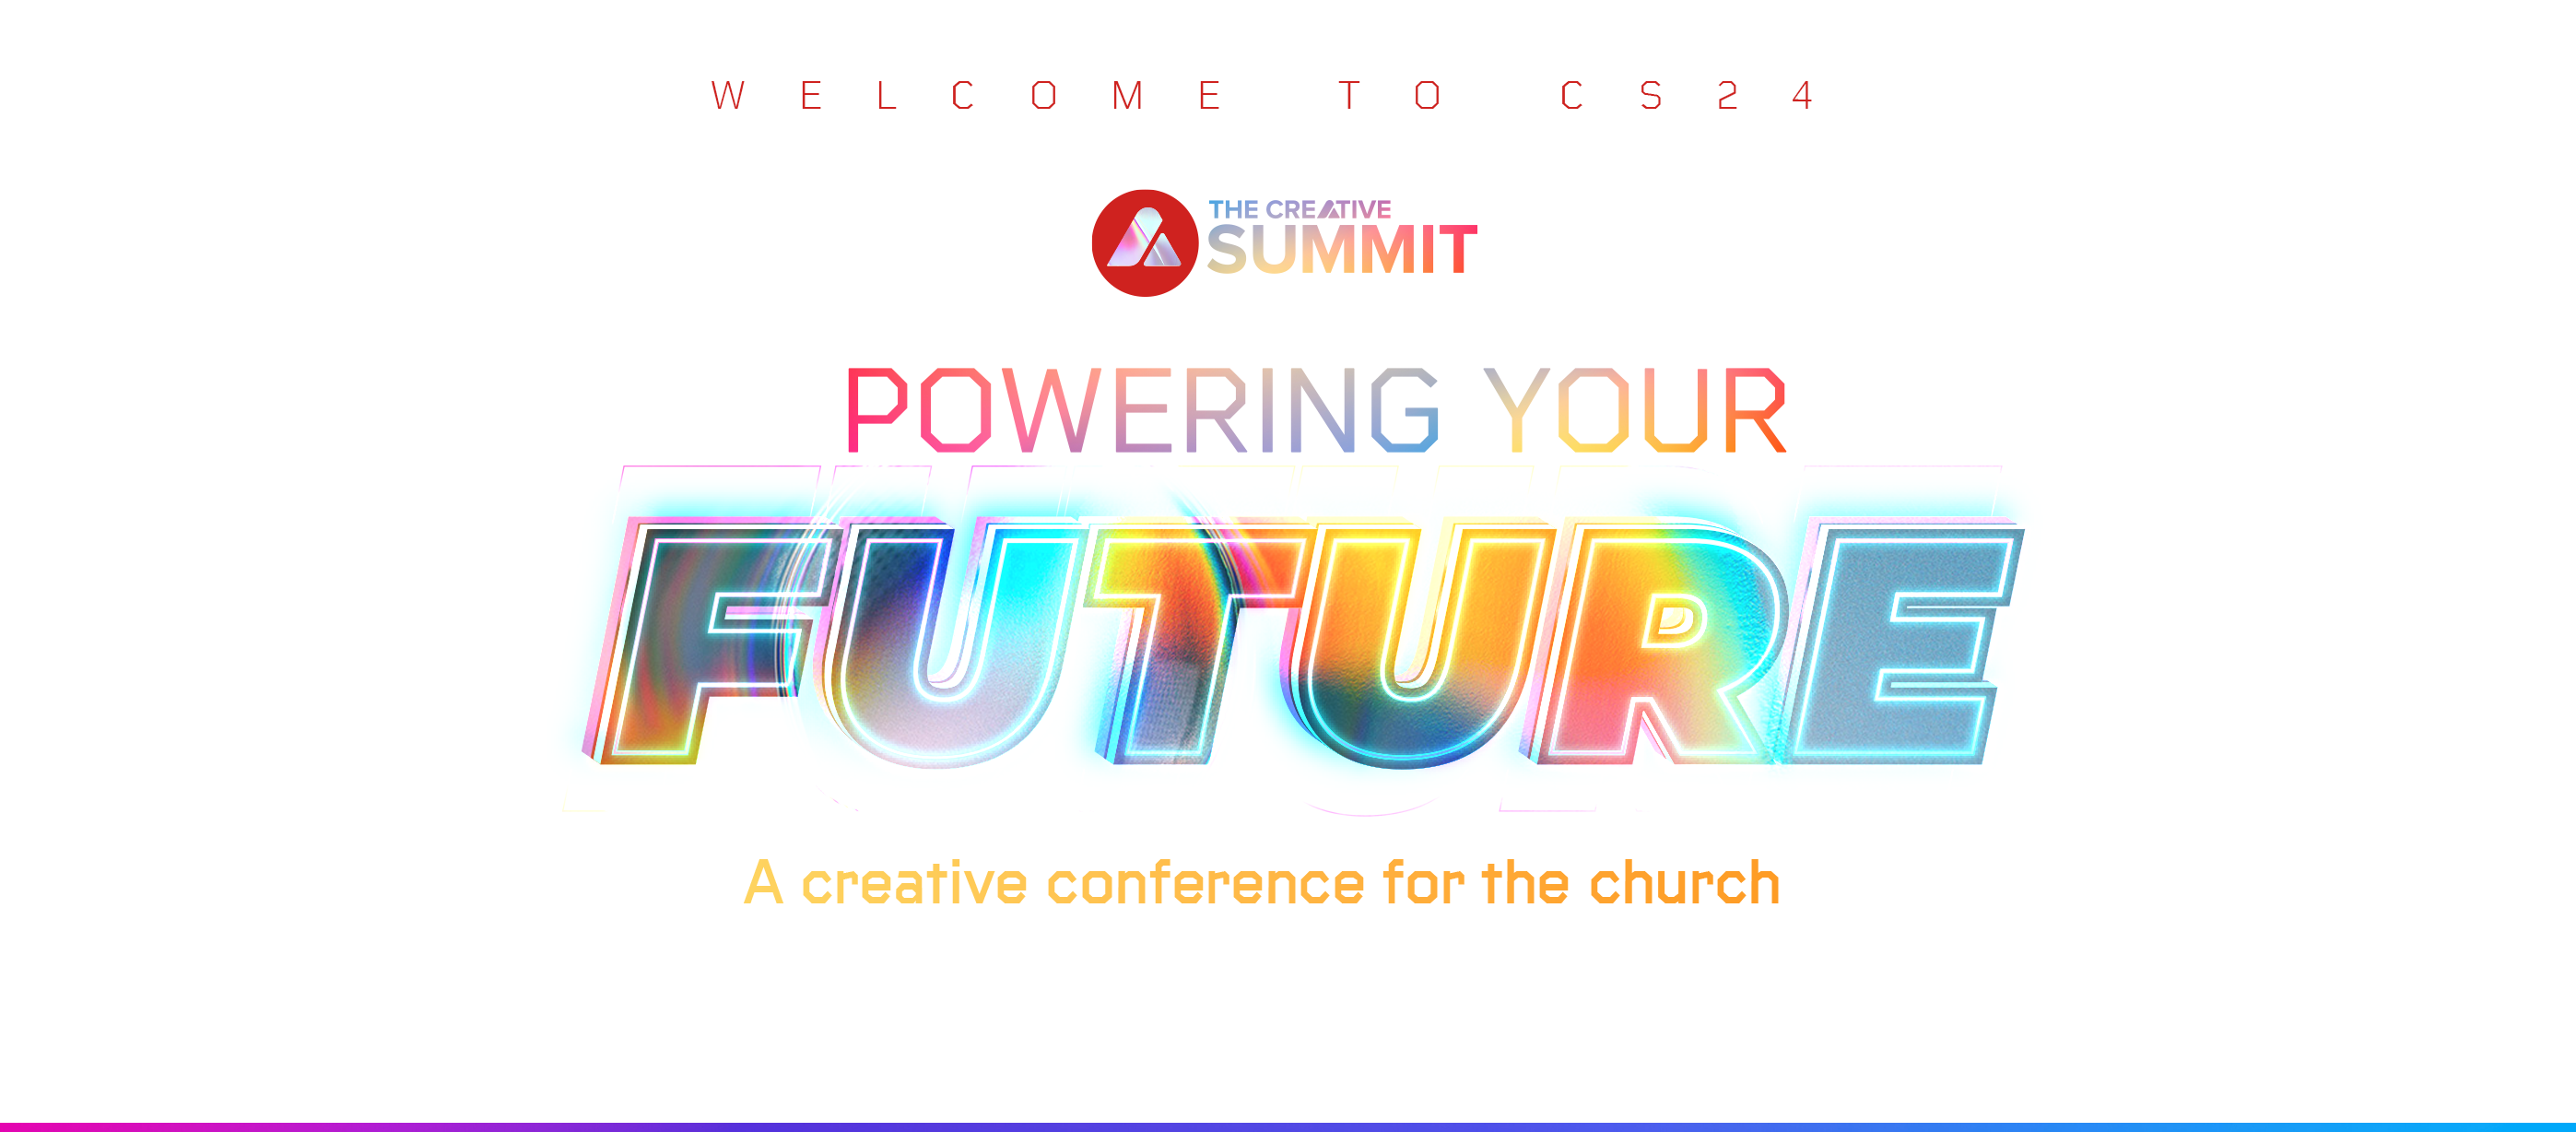 WELCOME TO CS24
THE CREATIVE
SUMMIT
POWERING YOUR
FUTURE
A creative conference for the church